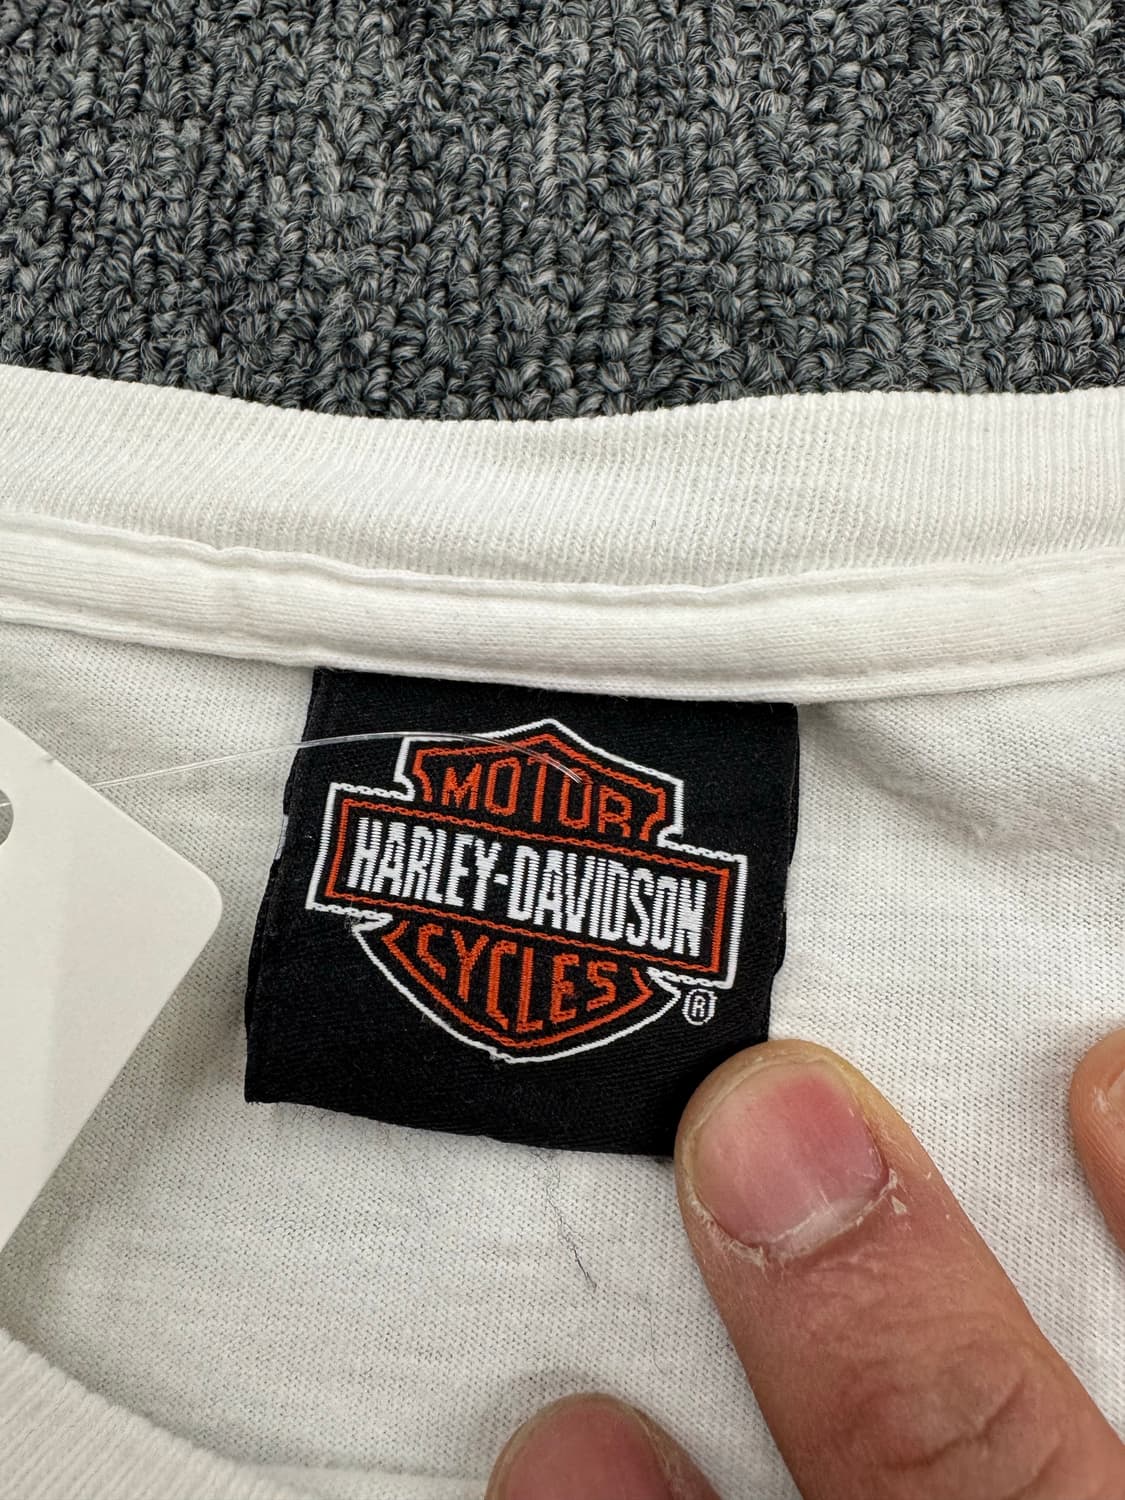 MOTOR
HARLEY-DAVIDSON
CYCLES
®